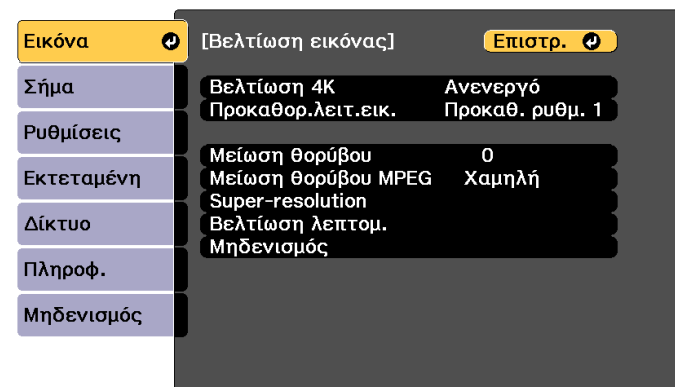 Εικόνα
Σήμα
Ρυθμίσεις
Εκτεταμένη
Δίκτυο
Πληροφ.
Μηδενισμός
[Βελτίωση εικόνας] Επιστρ.
Βελτίωση 4K Ανενεργό
Προκαθορ.λειτ.εικ. Προκαθ. ρυθμ. 1
Μείωση θορύβου 0
Μείωση θορύβου MPEG Χαμηλή
Super-resolution
Βελτίωση λεπτομ.
Μηδενισμός